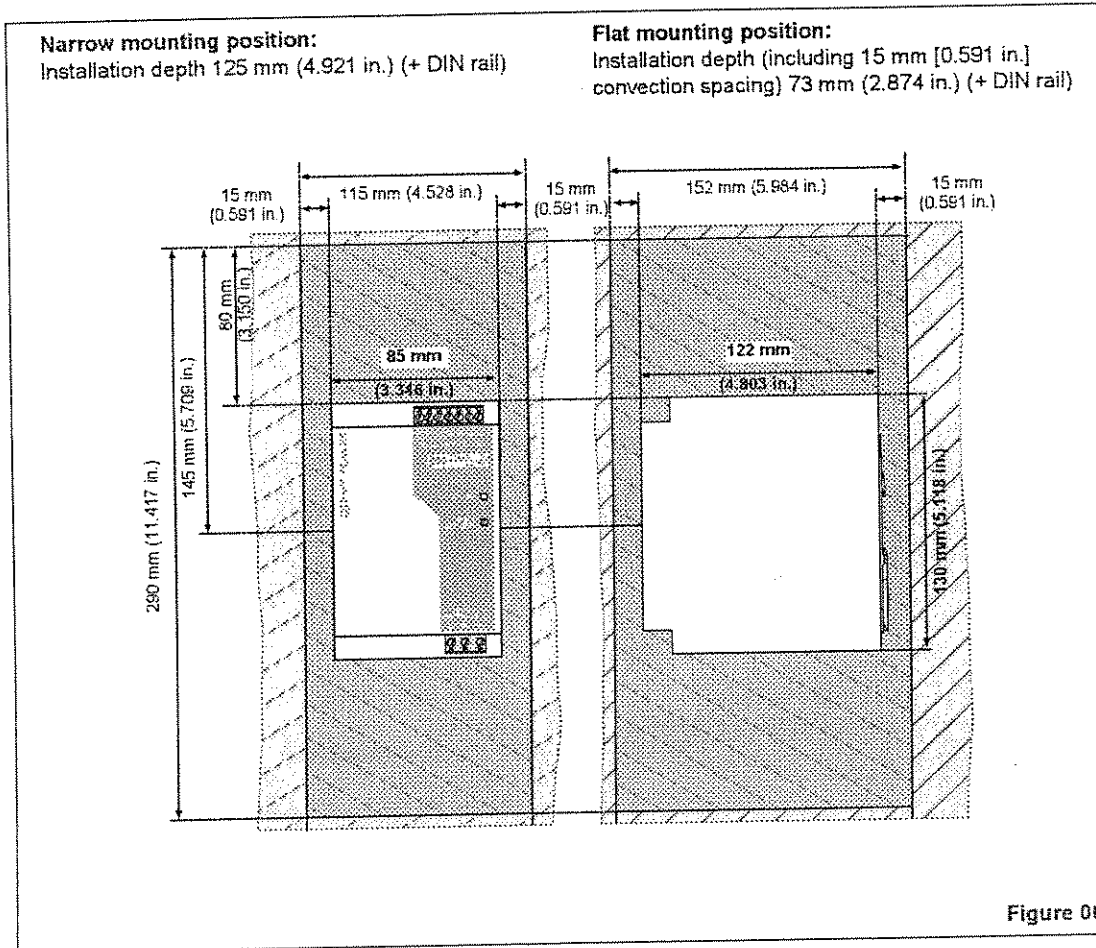 Narrow mounting position:
Installation depth 125 mm (4.921 in.) (+ DIN rail)
Flat mounting position:
Installation depth (including 15 mm [0.591 in.]
convection spacing) 73 mm (2.874 in.) (+ DIN rail)
15 mm
(0.591 in.)
115 mm (4.528 in.)
15 mm
(0.591 in.)
152 mm (5.984 in.)
15 mm
(0.591 in.)
80 mm
(3.150 in.)
145 mm (5.709 in.)
290 mm (11.417 in.)
85 mm
(3.346 in.)
122 mm
(4.803 in.)
130 mm (5.118 in.)
Figure